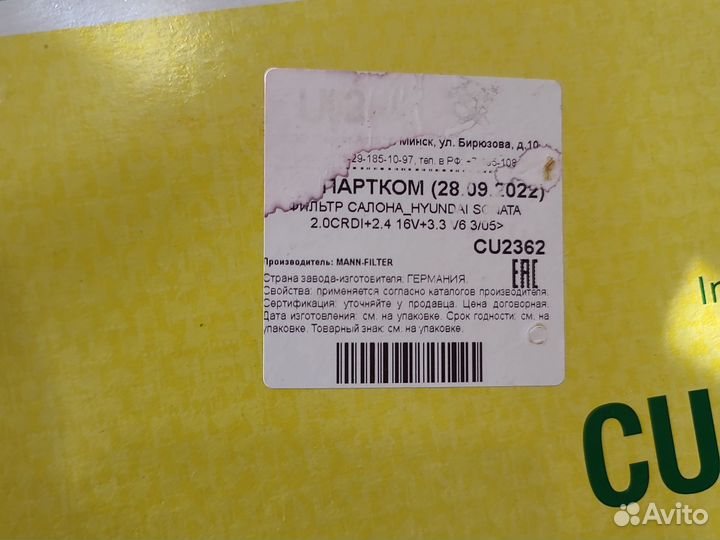 Минск, ул. Бирюзова, д.10
29-185-10-97, тел. в РФ:
ПАРТКОМ (28.09.2022)
ФИЛЬТР САЛОНА_HYUNDAI SONATA
2.0CRDI+2.4 16V+3.3 V6 3/05>
CU2362
Производитель: MANN-FILTER
EAC
Страна завода-изготовителя: ГЕРМАНИЯ.
Свойства: применяется согласно каталогов производителя.
Сертификация: уточняйте у продавца. Цена договорная.
Дата изготовления: см. на упаковке. Срок годности: см. на
упаковке. Товарный знак: см. на упаковке.
In
CU
Avito